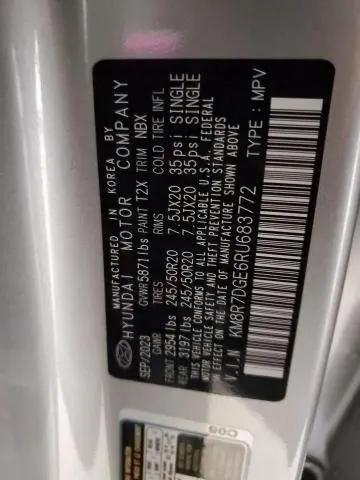 MANUFACTURED IN KOREA BY
HYUNDAI MOTOR COMPANY
GVWR 5871lbs PAINT T2X TRIM NBX
SEP/2023 GAWR TIRES RIMS COLD TIRE INFL
FRONT 2954lbs 245/50R20 7.5JX20 35psi SINGLE
REAR 3197lbs 245/50R20 7.5JX20 35psi SINGLE
THIS VEHICLE CONFORMS TO ALL APPLICABLE U.S.A. FEDERAL
MOTOR VEHICLE SAFETY AND THEFT PREVENTION STANDARDS IN
EFFECT ON THE DATE OF MANUFACTURE SHOWN ABOVE.
V.I.N KM8R7DGE6RU683772 TYPE: MPV